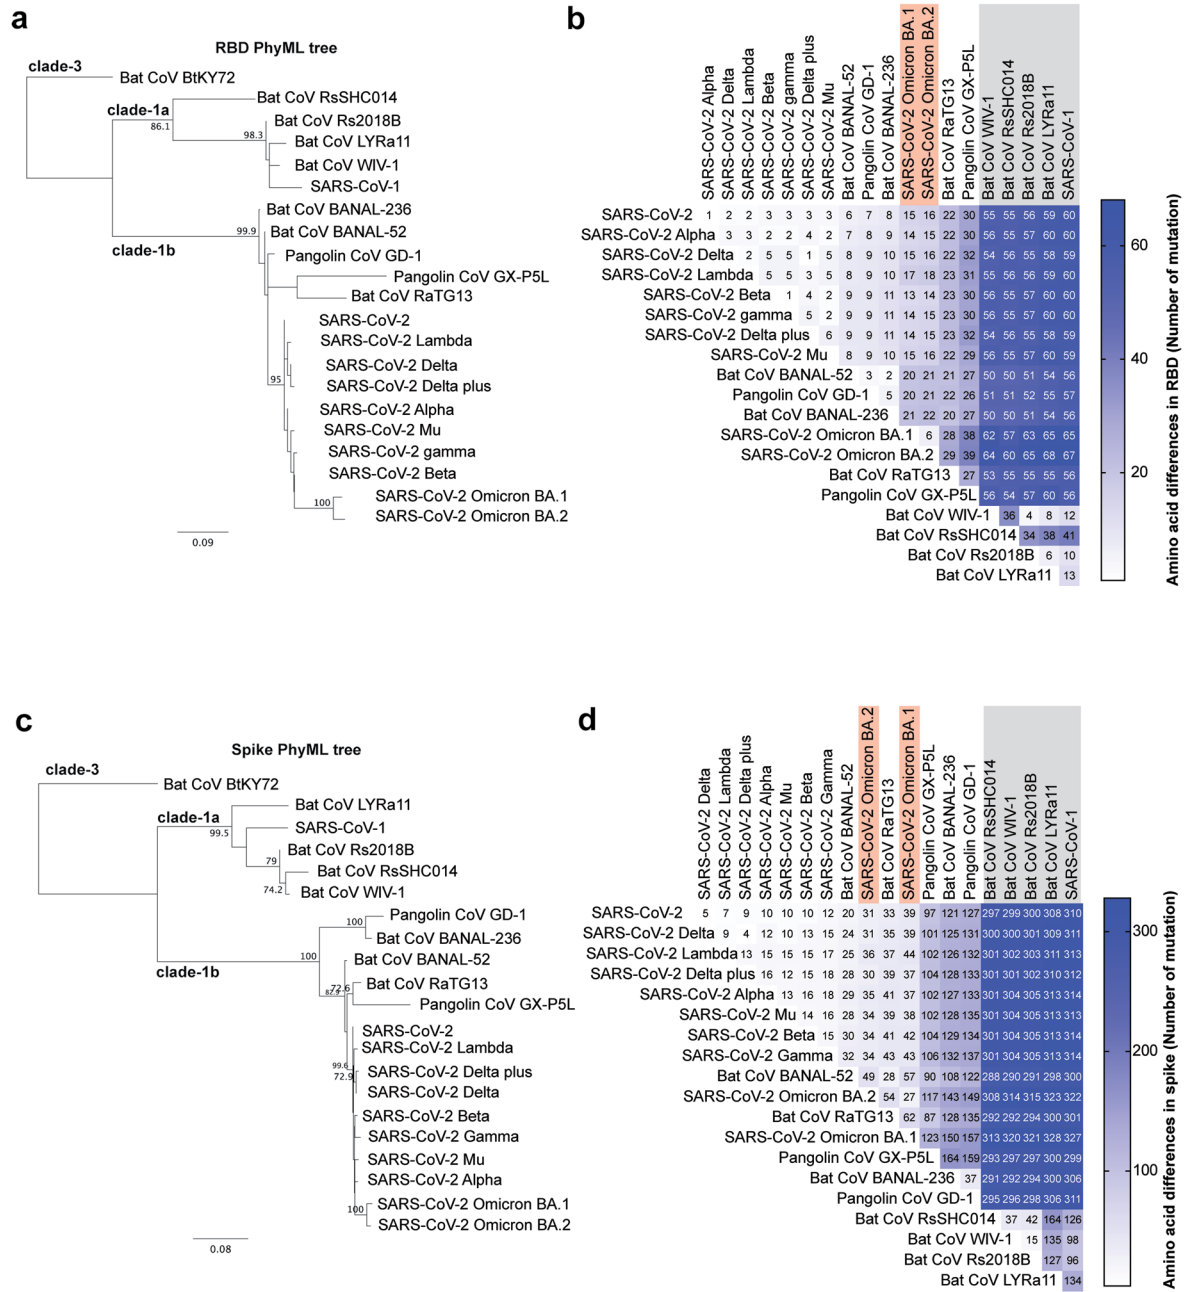 a
RBD PhyML tree
clade-3
Bat CoV BtKY72
clade-1a
86.1
Bat CoV RsSHC014
98.3
Bat CoV Rs2018B
Bat CoV LYRa11
Bat CoV WIV-1
SARS-CoV-1
clade-1b
99.9
Bat CoV BANAL-236
Bat CoV BANAL-52
Pangolin CoV GD-1
Pangolin CoV GX-P5L
Bat CoV RaTG13
95
SARS-CoV-2
SARS-CoV-2 Lambda
SARS-CoV-2 Delta
SARS-CoV-2 Delta plus
SARS-CoV-2 Alpha
SARS-CoV-2 Mu
SARS-CoV-2 gamma
SARS-CoV-2 Beta
100
SARS-CoV-2 Omicron BA.1
SARS-CoV-2 Omicron BA.2
0.09
b
SARS-CoV-2 Alpha
SARS-CoV-2 Delta
SARS-CoV-2 Lambda
SARS-CoV-2 Beta
SARS-CoV-2 gamma
SARS-CoV-2 Delta plus
SARS-CoV-2 Mu
Bat CoV BANAL-52
Pangolin CoV GD-1
Bat CoV BANAL-236
SARS-CoV-2 Omicron BA.1
SARS-CoV-2 Omicron BA.2
Bat CoV RaTG13
Pangolin CoV GX-P5L
Bat CoV WIV-1
Bat CoV RsSHC014
Bat CoV Rs2018B
Bat CoV LYRa11
SARS-CoV-1
SARS-CoV-2 1 2 2 3 3 3 3 6 7 8 15 16 22 30 55 55 56 59 60
SARS-CoV-2 Alpha 3 3 2 2 4 2 7 8 9 14 15 22 30 56 55 57 60 60
SARS-CoV-2 Delta 2 5 5 1 5 8 9 10 15 16 22 32 54 56 55 58 59
SARS-CoV-2 Lambda 5 5 3 5 8 9 10 17 18 23 31 55 56 56 59 60
SARS-CoV-2 Beta 1 4 2 9 9 11 13 14 23 30 56 55 57 60 60
SARS-CoV-2 gamma 5 2 9 9 11 14 15 23 30 56 55 57 60 60
SARS-CoV-2 Delta plus 6 9 9 11 14 15 23 32 54 56 55 58 59
SARS-CoV-2 Mu 8 9 10 15 16 22 29 56 55 57 60 59
Bat CoV BANAL-52 3 2 20 21 21 27 50 50 51 54 56
Pangolin CoV GD-1 5 20 21 22 26 51 51 52 55 57
Bat CoV BANAL-236 21 22 20 27 50 50 51 54 56
SARS-CoV-2 Omicron BA.1 6 28 38 62 57 63 65 65
SARS-CoV-2 Omicron BA.2 29 39 64 60 65 68 67
Bat CoV RaTG13 27 53 55 55 55 56
Pangolin CoV GX-P5L 56 54 57 60 56
Bat CoV WIV-1 36 4 8 12
Bat CoV RsSHC014 34 38 41
Bat CoV Rs2018B 6 10
Bat CoV LYRa11 13
60
40
20
Amino acid differences in RBD (Number of mutation)
c
Spike PhyML tree
clade-3
Bat CoV BtKY72
clade-1a
99.5
Bat CoV LYRa11
SARS-CoV-1
79
Bat CoV Rs2018B
Bat CoV RsSHC014
74.2
Bat CoV WIV-1
100
Pangolin CoV GD-1
Bat CoV BANAL-236
clade-1b
100
Bat CoV BANAL-52
72.6
Bat CoV RaTG13
Pangolin CoV GX-P5L
SARS-CoV-2
SARS-CoV-2 Lambda
99.6
72.9
SARS-CoV-2 Delta plus
SARS-CoV-2 Delta
SARS-CoV-2 Beta
SARS-CoV-2 Gamma
SARS-CoV-2 Mu
SARS-CoV-2 Alpha
100
SARS-CoV-2 Omicron BA.1
SARS-CoV-2 Omicron BA.2
0.08
d
SARS-CoV-2 Delta
SARS-CoV-2 Lambda
SARS-CoV-2 Delta plus
SARS-CoV-2 Alpha
SARS-CoV-2 Mu
SARS-CoV-2 Beta
SARS-CoV-2 Gamma
Bat CoV BANAL-52
SARS-CoV-2 Omicron BA.2
Bat CoV RaTG13
SARS-CoV-2 Omicron BA.1
Pangolin CoV GX-P5L
Bat CoV BANAL-236
Pangolin CoV GD-1
Bat CoV RsSHC014
Bat CoV WIV-1
Bat CoV Rs2018B
Bat CoV LYRa11
SARS-CoV-1
SARS-CoV-2 5 7 9 10 10 10 12 20 31 33 39 97 121 127 297 299 300 308 310
SARS-CoV-2 Delta 9 4 12 10 13 15 24 31 35 39 101 125 131 300 300 301 309 311
SARS-CoV-2 Lambda 13 15 15 15 17 25 36 37 44 102 126 132 301 302 303 311 313
SARS-CoV-2 Delta plus 16 12 15 18 28 30 39 37 104 128 133 301 301 302 310 312
SARS-CoV-2 Alpha 13 16 18 29 35 41 37 102 127 133 301 304 305 313 314
SARS-CoV-2 Mu 14 16 28 34 39 38 102 128 135 301 304 305 313 313
SARS-CoV-2 Beta 15 30 34 41 42 104 129 134 301 304 305 313 314
SARS-CoV-2 Gamma 32 34 43 43 106 132 137 301 304 305 313 314
Bat CoV BANAL-52 49 28 57 90 108 122 288 290 291 298 300
SARS-CoV-2 Omicron BA.2 54 27 117 143 149 308 314 315 323 322
Bat CoV RaTG13 62 87 128 135 292 292 294 300 301
SARS-CoV-2 Omicron BA.1 123 150 157 313 320 321 328 327
Pangolin CoV GX-P5L 164 159 293 297 297 300 299
Bat CoV BANAL-236 37 291 292 294 300 306
Pangolin CoV GD-1 295 296 298 306 311
Bat CoV RsSHC014 37 42 164 126
Bat CoV WIV-1 15 135 98
Bat CoV Rs2018B 127 96
Bat CoV LYRa11 134
300
200
100
Amino acid differences in spike (Number of mutation)